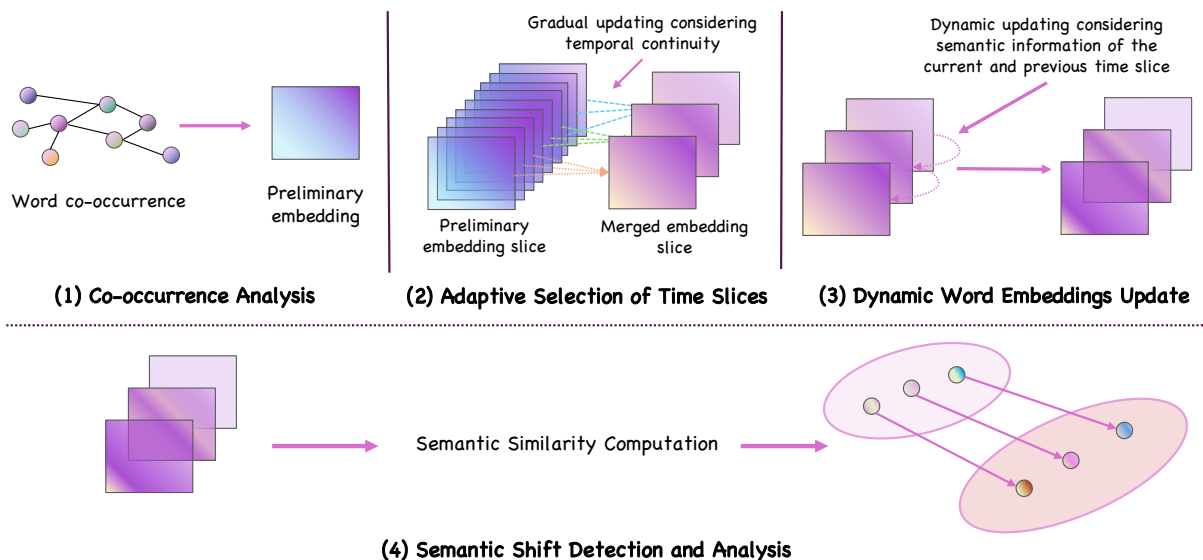 Word co-occurrence
Preliminary
embedding
(1) Co-occurrence Analysis
Gradual updating considering
temporal continuity
Preliminary
embedding slice
Merged embedding
slice
(2) Adaptive Selection of Time Slices
Dynamic updating considering
semantic information of the
current and previous time slice
(3) Dynamic Word Embeddings Update
Semantic Similarity Computation
(4) Semantic Shift Detection and Analysis